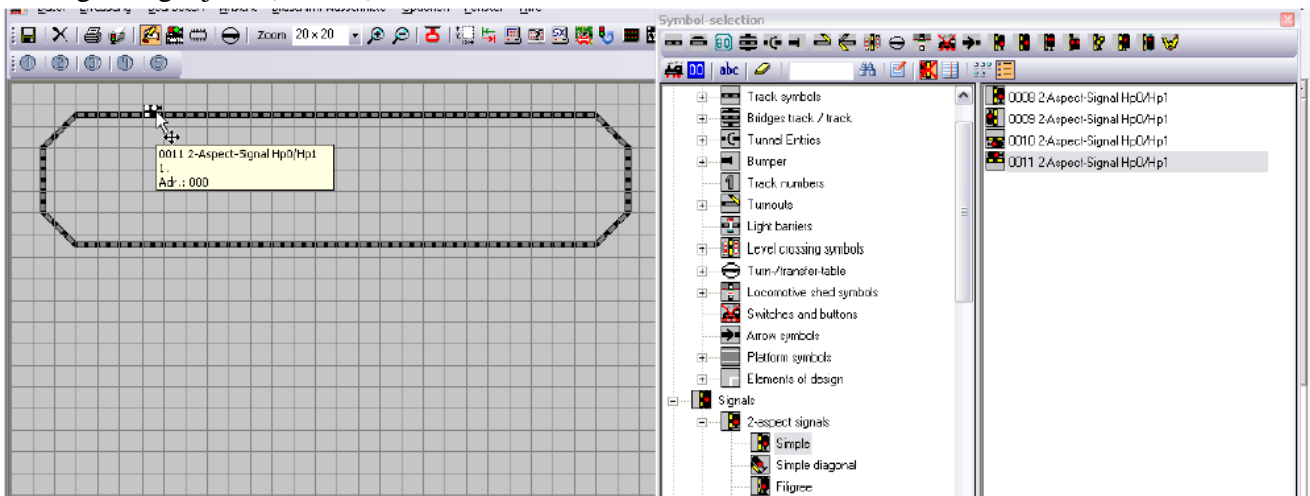 Symbol-selection
Zoom 20 x 20
abc
0011 2-Aspect-Signal Hp0/Hp1
1.
Adr.: 000
Track symbols
Bridges track / track
Tunnel Entries
Bumper
Track numbers
Turnouts
Light barriers
Level crossing symbols
Turn-/transfer-table
Locomotive shed symbols
Switches and buttons
Arrow symbols
Platform symbols
Elements of design
Signals
2-aspect signals
Simple
Simple diagonal
Filigree
0008 2-Aspect-Signal Hp0/Hp1
0009 2-Aspect-Signal Hp0/Hp1
0010 2-Aspect-Signal Hp0/Hp1
0011 2-Aspect-Signal Hp0/Hp1